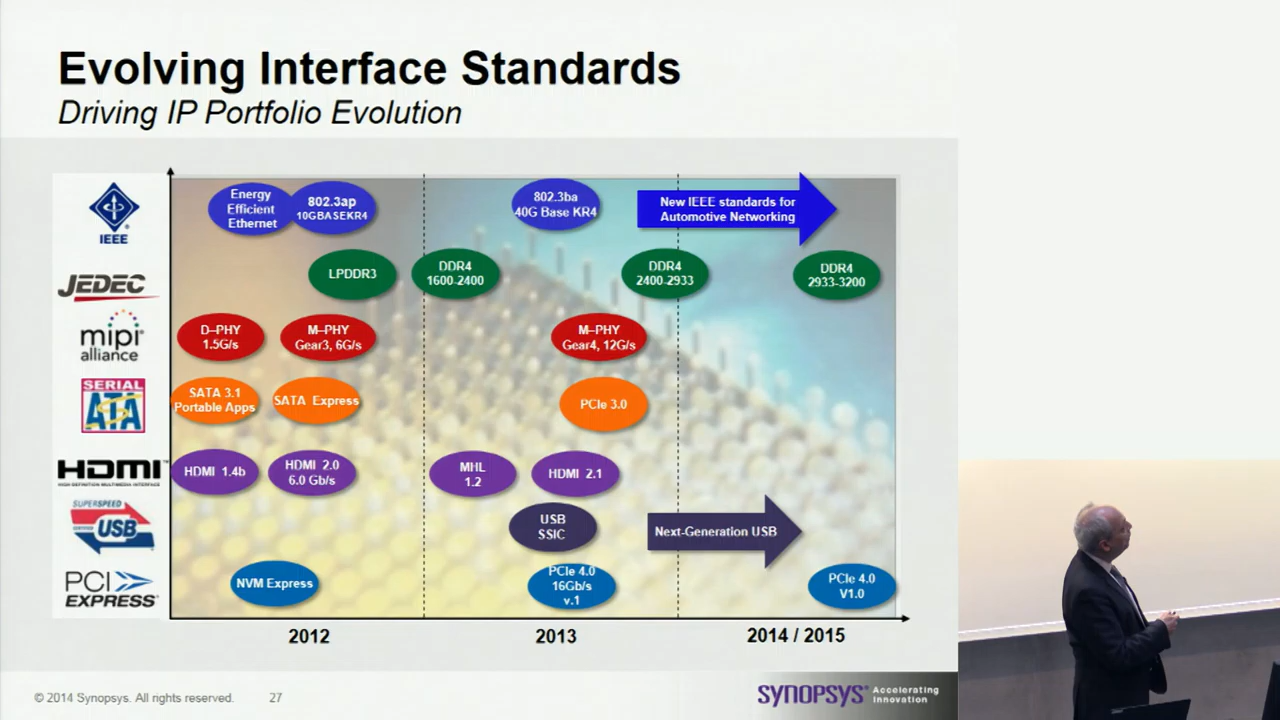 Evolving Interface Standards
Driving IP Portfolio Evolution
IEEE
Energy
Efficient
Ethernet
802.3ap
10GBASEKR4
802.3ba
40G Base KR4
New IEEE standards for
Automotive Networking
JEDEC
LPDDR3
DDR4
1600-2400
DDR4
2400-2933
DDR4
2933-3200
mipi
alliance
D–PHY
1.5G/s
M–PHY
Gear3, 6G/s
M–PHY
Gear4, 12G/s
SERIAL
ATA
SATA 3.1
Portable Apps
SATA Express
PCIe 3.0
HDMI
HIGH-DEFINITION MULTIMEDIA INTERFACE
HDMI 1.4b
HDMI 2.0
6.0 Gb/s
MHL
1.2
HDMI 2.1
SUPERSPEED
CERTIFIED
USB
USB
SSIC
Next-Generation USB
PCI
EXPRESS
NVM Express
PCIe 4.0
16Gb/s
v.1
PCIe 4.0
V1.0
2012
2013
2014 / 2015
© 2014 Synopsys. All rights reserved.
27
SYNOPSYS
Accelerating
Innovation